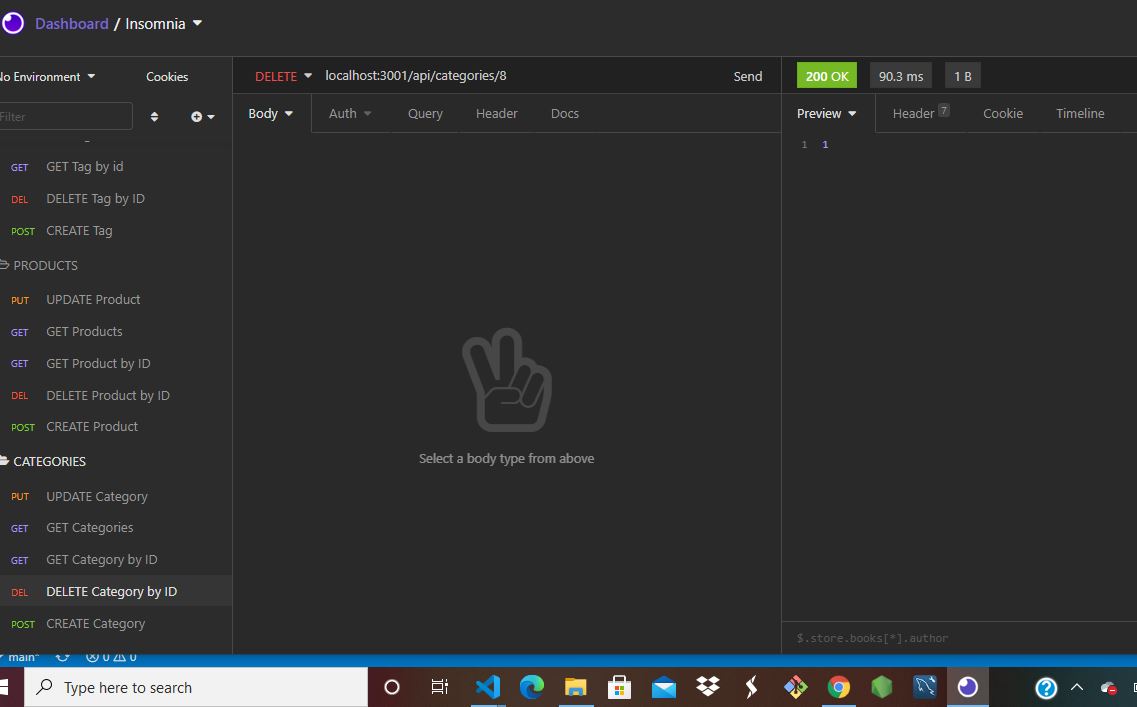 Dashboard / Insomnia
No Environment
Cookies
DELETE
localhost:3001/api/categories/8
Send
200 OK
90.3 ms
1 B
Filter
Body
Auth
Query
Header
Docs
Preview
Header 7
Cookie
Timeline
1 1
GET GET Tag by id
DEL DELETE Tag by ID
POST CREATE Tag
PRODUCTS
PUT UPDATE Product
GET GET Products
GET GET Product by ID
DEL DELETE Product by ID
POST CREATE Product
CATEGORIES
PUT UPDATE Category
GET GET Categories
GET GET Category by ID
DEL DELETE Category by ID
POST CREATE Category
Select a body type from above
$.store.books[*].author
main* 0 0
Type here to search